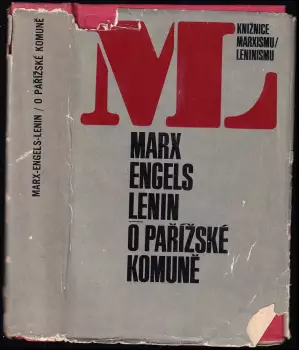 MARX-ENGELS-LENIN / O PAŘÍŽSKÉ KOMUNĚ
ML
KNIŽNICE
MARXISMU/
LENINISMU
MARX
ENGELS
LENIN
O PAŘÍŽSKÉ
KOMUNĚ